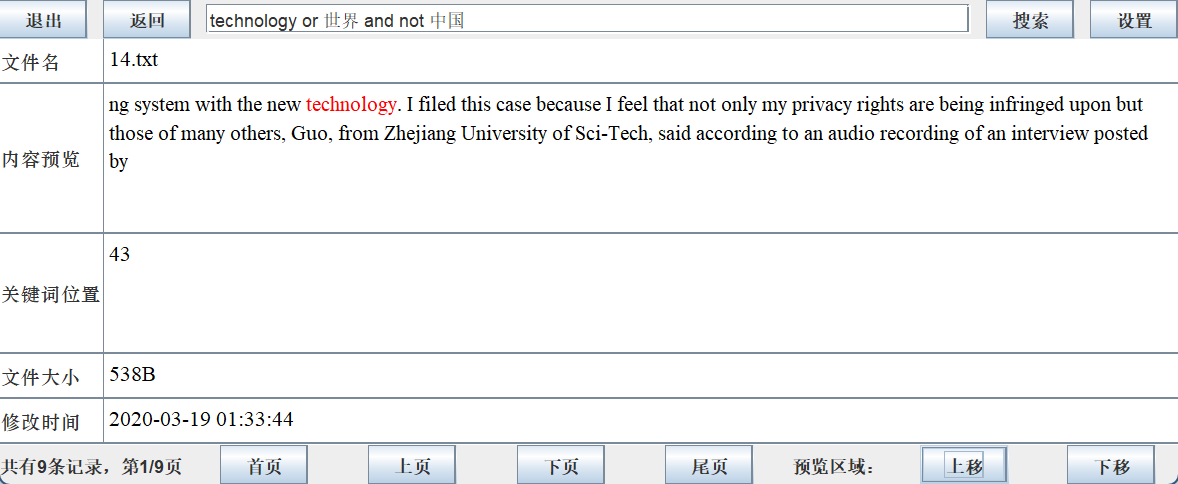 退出 返回 technology or 世界 and not 中国 搜索 设置
文件名 14.txt
内容预览
ng system with the new technology. I filed this case because I feel that not only my privacy rights are being infringed upon but
those of many others, Guo, from Zhejiang University of Sci-Tech, said according to an audio recording of an interview posted
by
关键词位置 43
文件大小 538B
修改时间 2020-03-19 01:33:44
共有9条记录，第1/9页 首页 上页 下页 尾页 预览区域： 上移 下移